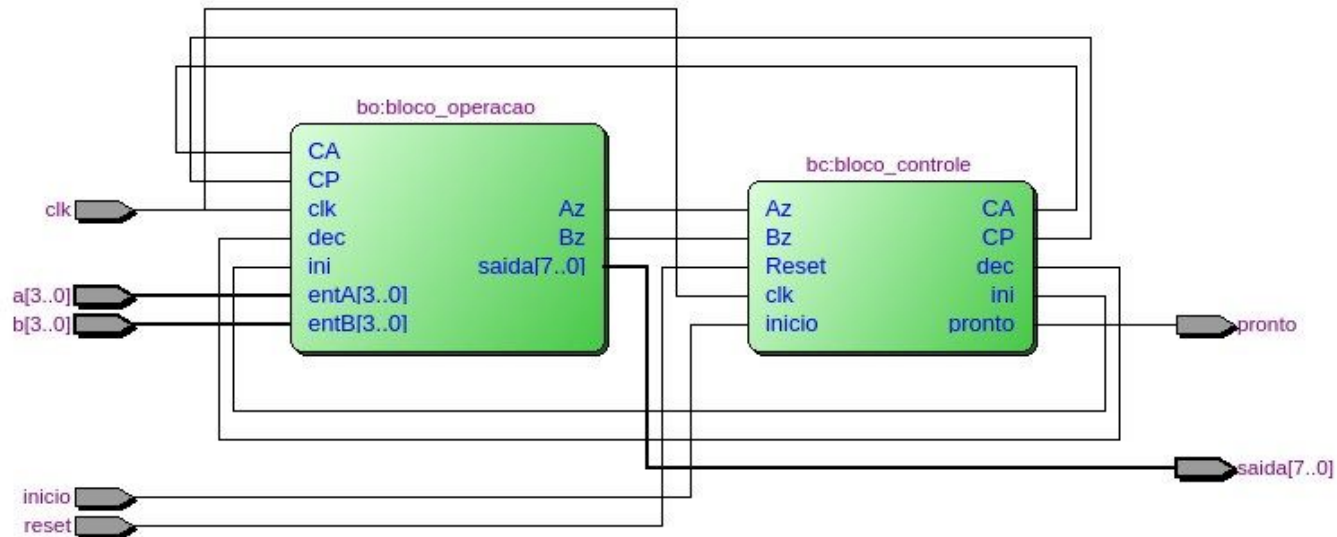 bo:bloco_operacao
CA
CP
clk
dec
ini
entA[3..0]
entB[3..0]
Az
Bz
saida[7..0]
bc:bloco_controle
Az
Bz
Reset
clk
inicio
CA
CP
dec
ini
pronto
clk
a[3..0]
b[3..0]
inicio
reset
pronto
saida[7..0]